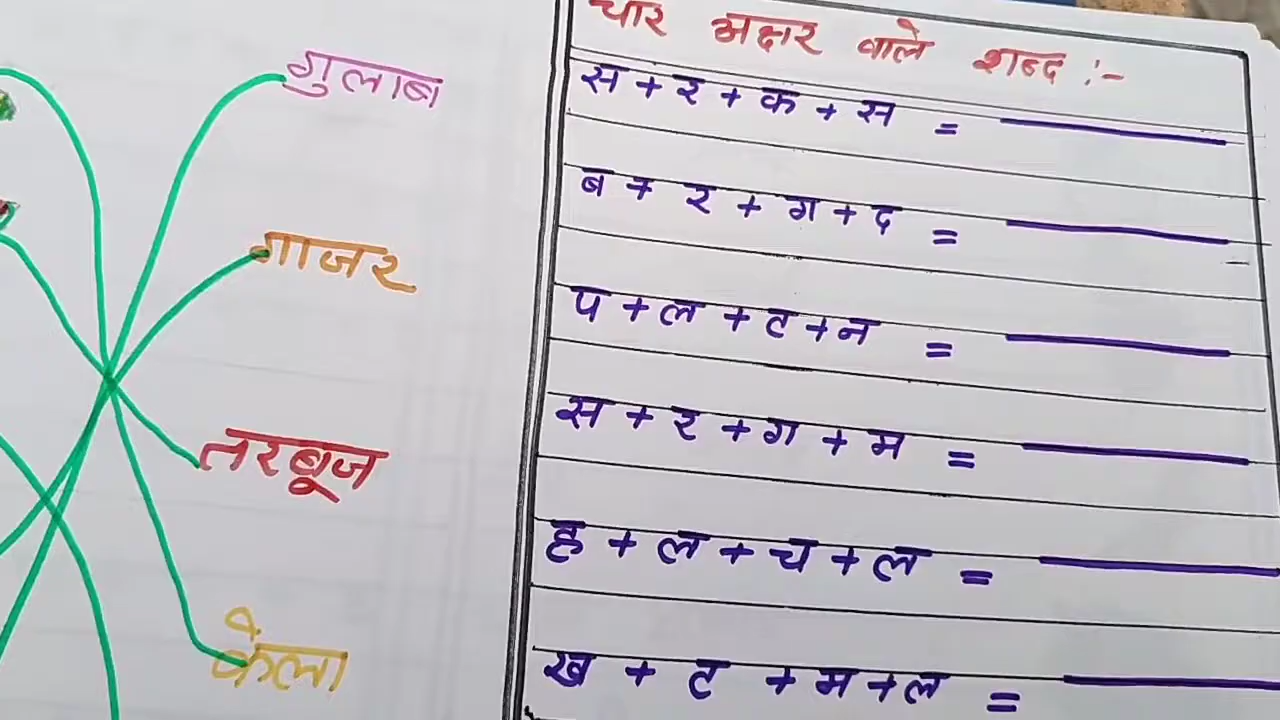 गुलाब
गाजर
तरबूज
केला
चार अक्षर वाले शब्द :-
स + र + क + स =
ब + र + ग + द =
प + ल + ट + न =
स + र + ग + म =
ह + ल + च + ल =
ख + ट + म + ल =